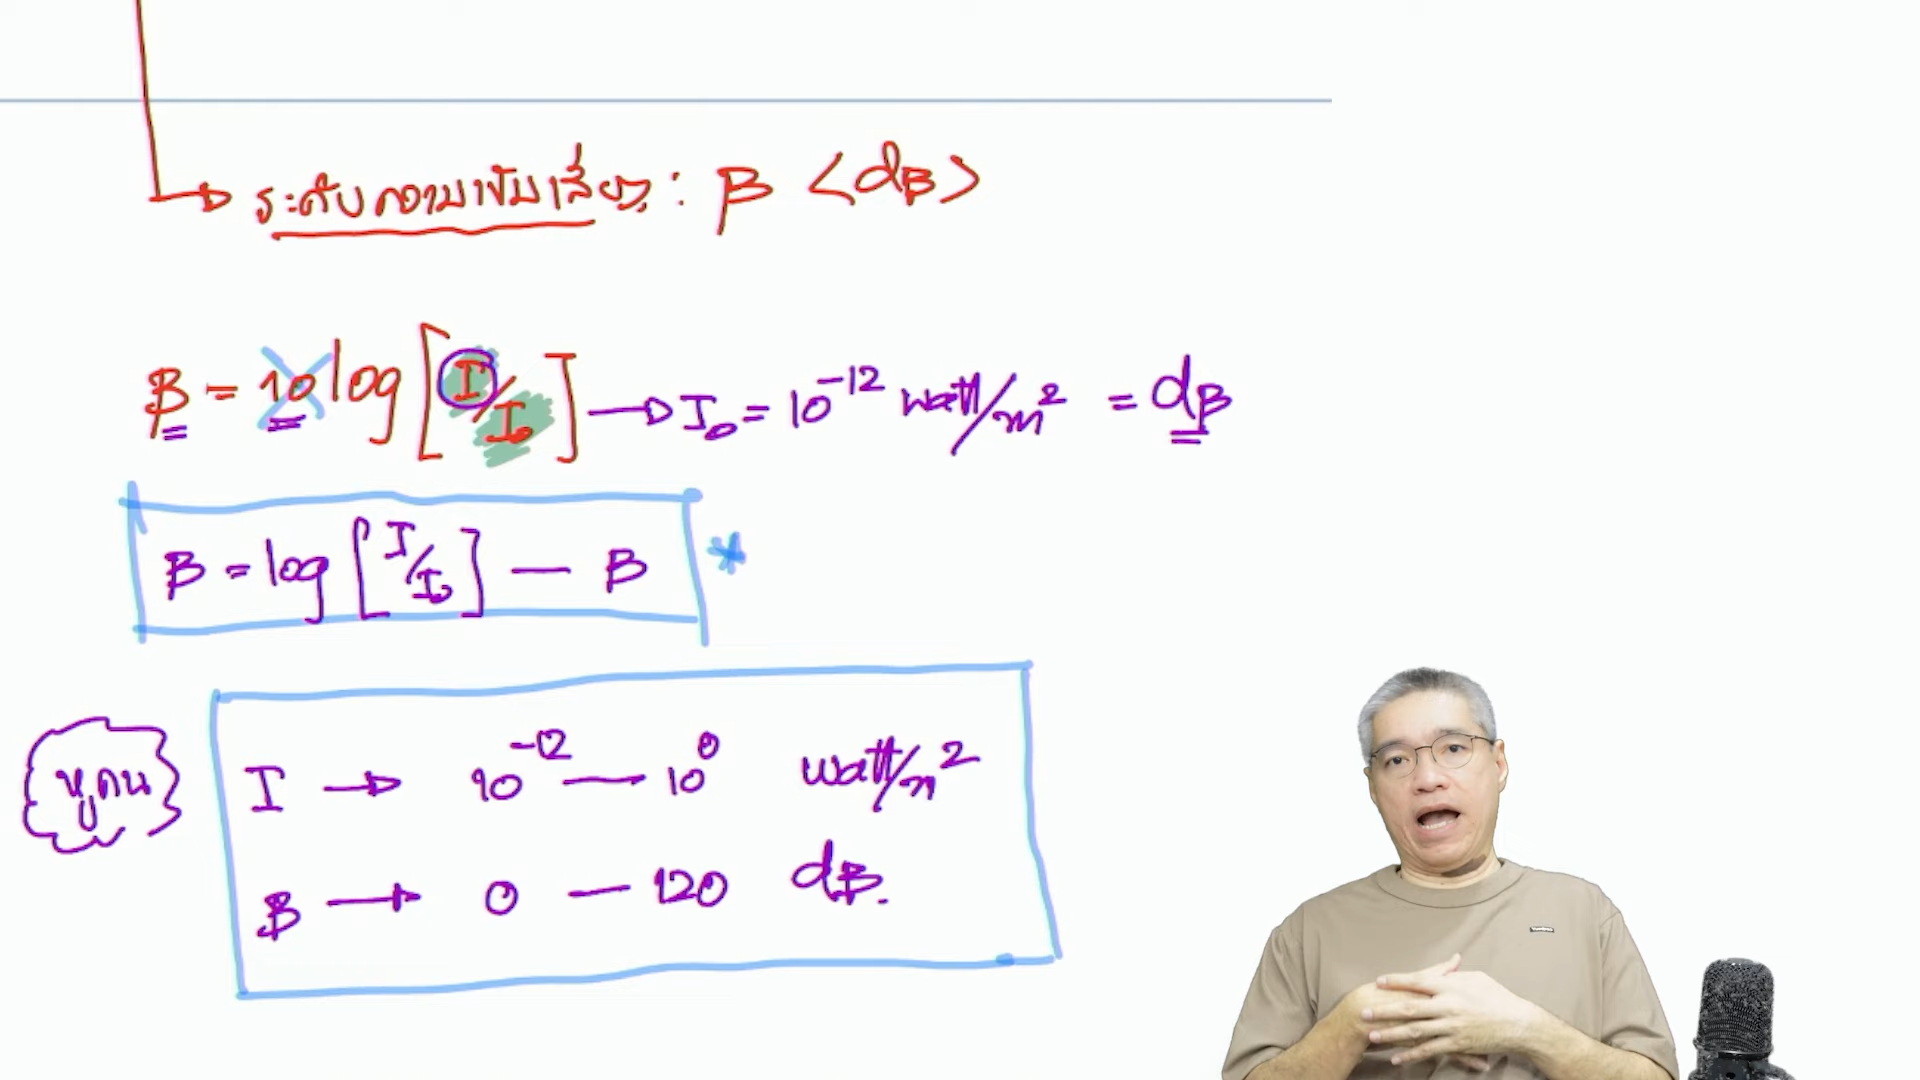 ระดับความเข้มเสียง : β <dB>
β = 10 log [I/I₀] → I₀ = 10⁻¹² watt/m² = dB
β = log [I/I₀] — B
หูคน
I → 10⁻¹² — 10⁰ watt/m²
β → 0 — 120 dB.